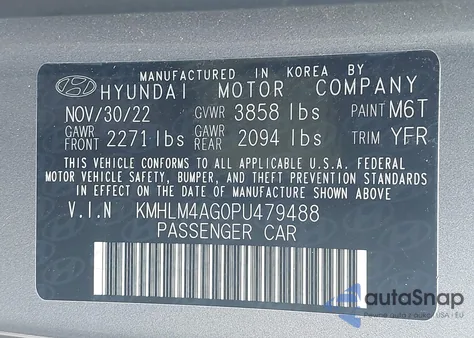 MANUFACTURED IN KOREA BY
HYUNDAI MOTOR COMPANY
NOV/30/22 GVWR 3858 lbs PAINT M6T
GAWR FRONT 2271 lbs GAWR REAR 2094 lbs TRIM YFR
THIS VEHICLE CONFORMS TO ALL APPLICABLE U.S.A. FEDERAL
MOTOR VEHICLE SAFETY, BUMPER, AND THEFT PREVENTION STANDARDS
IN EFFECT ON THE DATE OF MANUFACTURE SHOWN ABOVE
V.I.N KMHLM4AG0PU479488
PASSENGER CAR
autaSnap